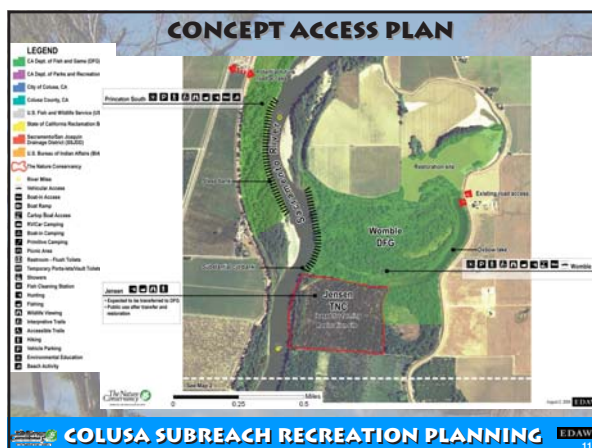 CONCEPT ACCESS PLAN
LEGEND
CA Dept. of Fish and Game (DFG)
CA Dept. of Parks and Recreation
City of Colusa, CA
Colusa County, CA
U.S. Fish and Wildlife Service (US
State of California Reclamation B
Sacramento/San Joaquin
Drainage District (SSJDD)
U.S. Bureau of Indian Affairs (BIA
The Nature Conservancy
River Miles
Vehicular Access
Boat-in Access
Boat Ramp
Cartop Boat Access
RV/Car Camping
Boat-in Camping
Primitive Camping
Picnic Area
Restroom - Flush Toilets
Temporary Porta-lets/Vault Toilets
Showers
Fish Cleaning Station
Hunting
Fishing
Wildlife Viewing
Interpretive Trails
Accessible Trails
Hiking
Vehicle Parking
Environmental Education
Beach Activity
Princeton South
Restoration site
Existing road access
Womble
DFG
Oxbow lake
Womble
Jensen
• Expected to be transferred to DFG
• Public use after transfer and
restoration
Jensen
TNC
See Map 2
The Nature
Conservancy
0
0.25
0.5
Miles
EDAW
COLUSA SUBREACH RECREATION PLANNING
EDAW
11